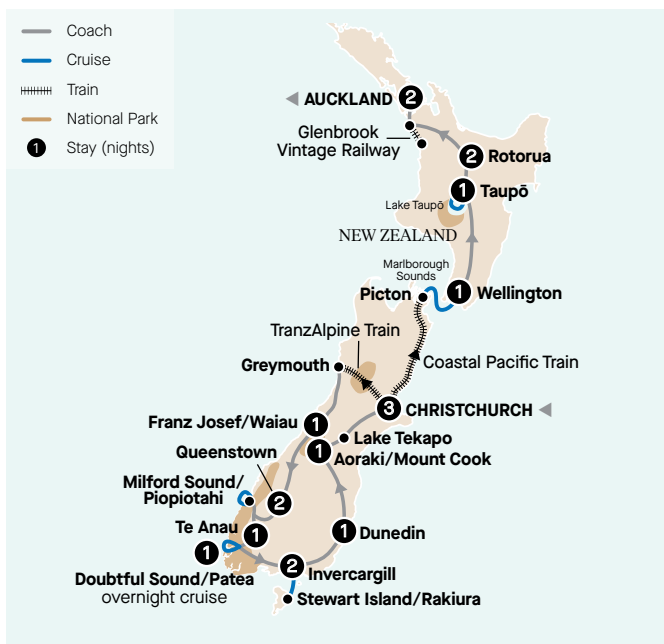 Coach
Cruise
Train
National Park
1 Stay (nights)
AUCKLAND 2
Glenbrook
Vintage Railway
2 Rotorua
1 Taupō
Lake Taupō
NEW ZEALAND
Marlborough
Sounds
Picton
1 Wellington
TranzAlpine Train
Greymouth
Coastal Pacific Train
3 CHRISTCHURCH
Franz Josef/Waiau 1
Lake Tekapo
Queenstown
1 Aoraki/Mount Cook
Milford Sound/
Piopiotahi
2
Te Anau
1
1 Dunedin
1
Doubtful Sound/Patea
overnight cruise
2 Invercargill
Stewart Island/Rakiura